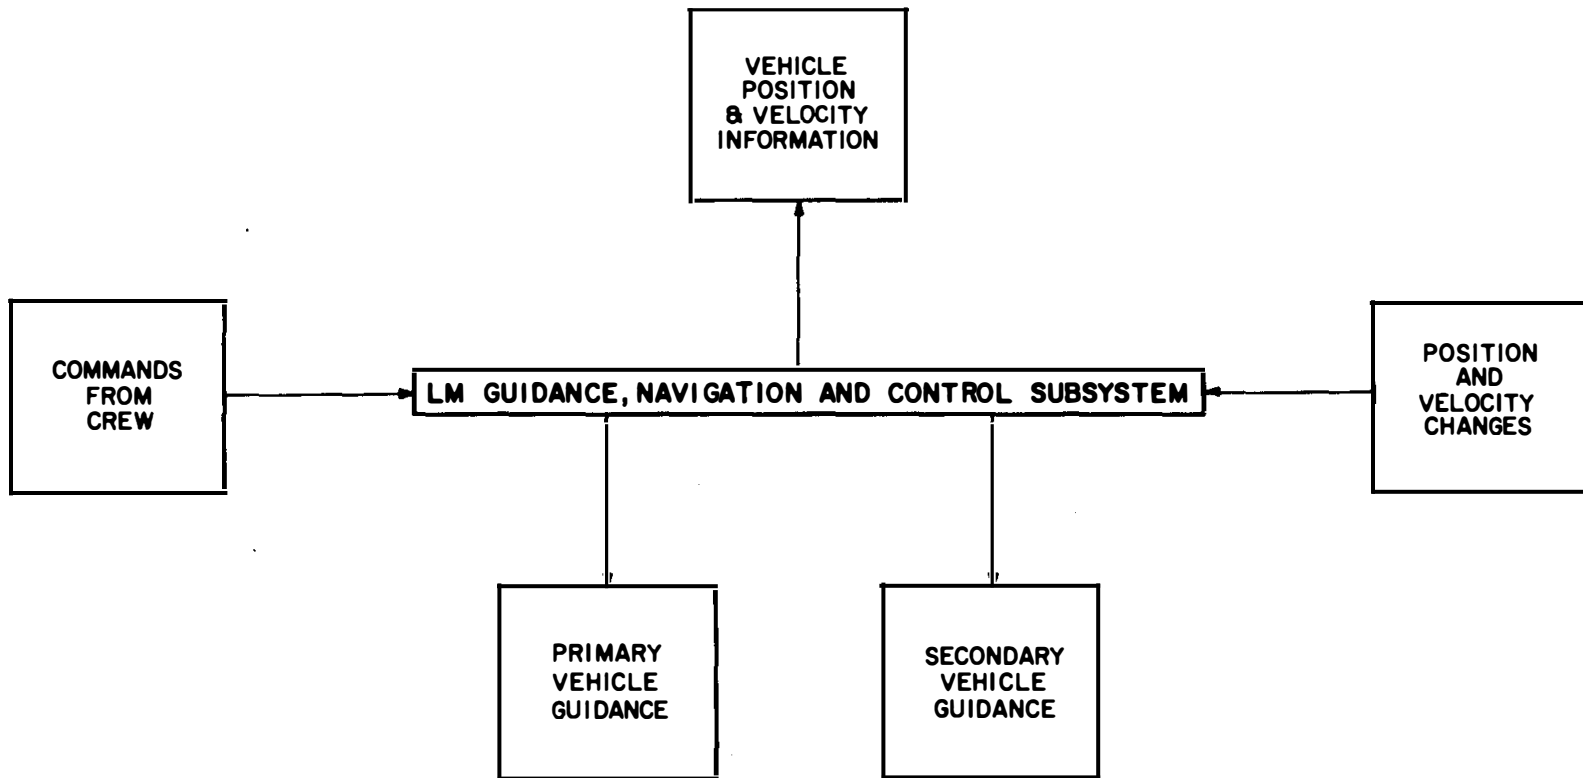 VEHICLE
POSITION
& VELOCITY
INFORMATION
COMMANDS
FROM
CREW
LM GUIDANCE, NAVIGATION AND CONTROL SUBSYSTEM
POSITION
AND
VELOCITY
CHANGES
PRIMARY
VEHICLE
GUIDANCE
SECONDARY
VEHICLE
GUIDANCE